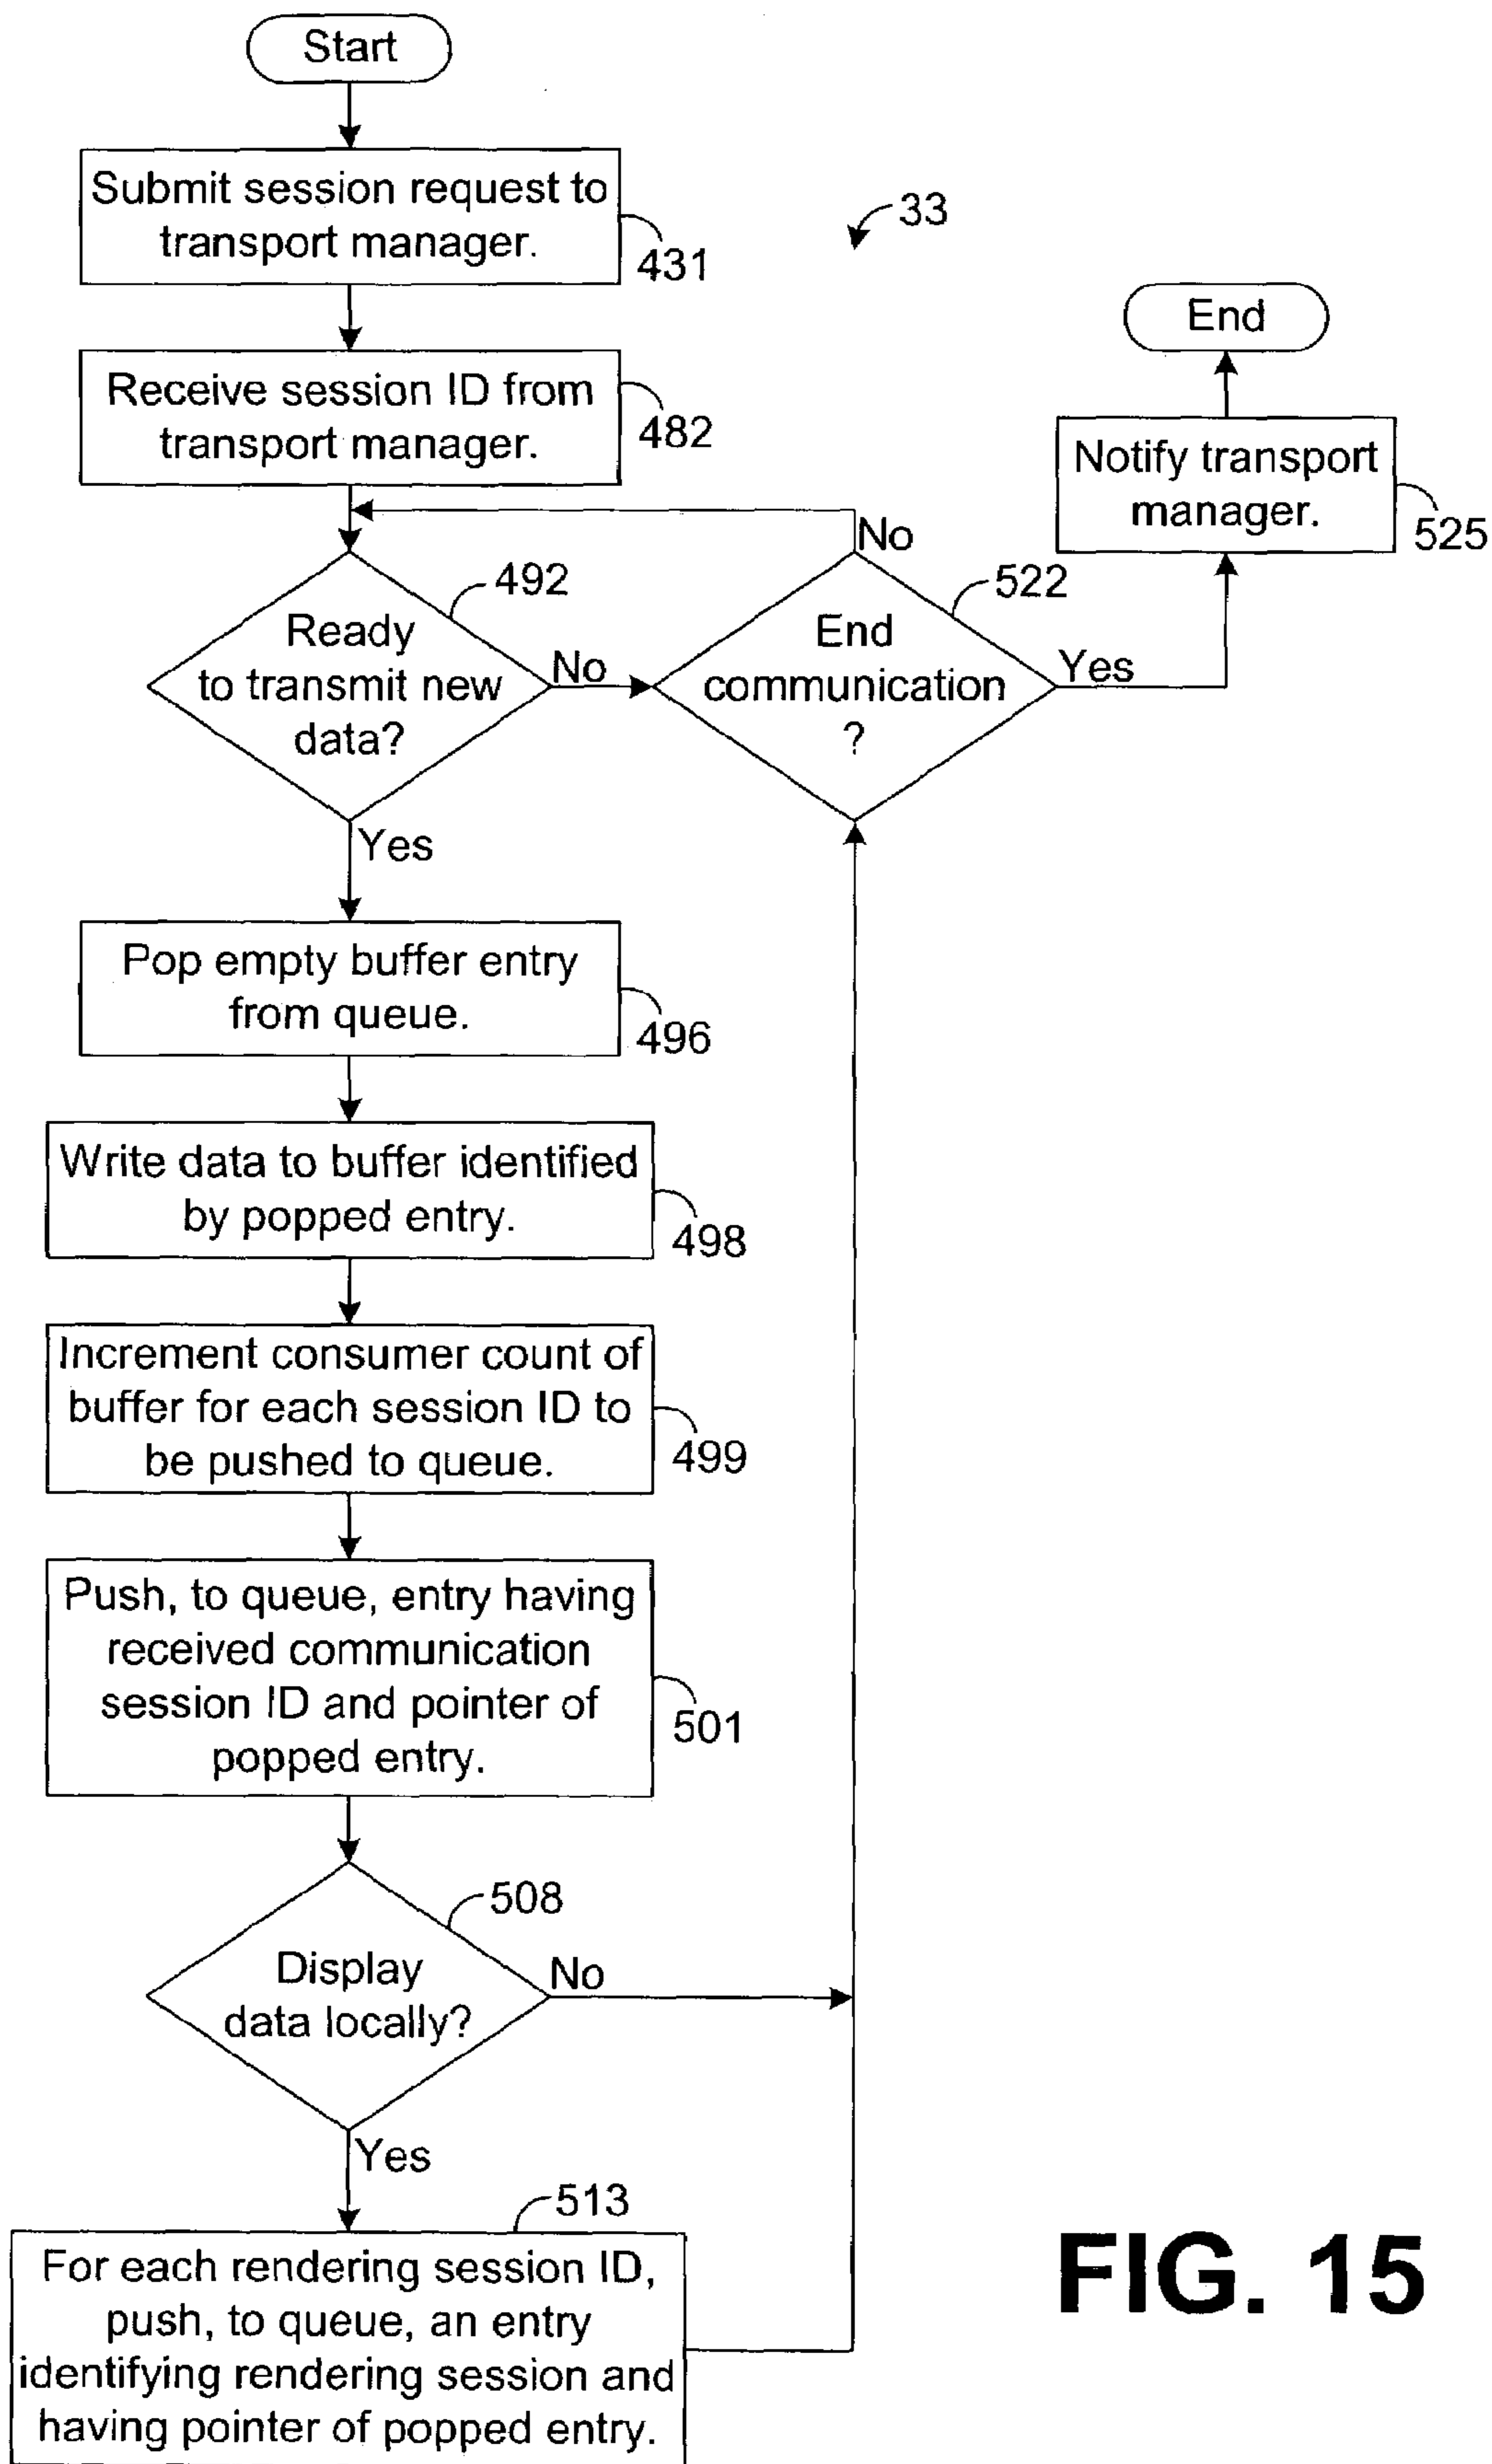 Start
Submit session request to
transport manager.
431
33
Receive session ID from
transport manager.
482
End
Notify transport
manager.
525
No
492
Ready
to transmit new
data?
No
522
End
communication
?
Yes
Yes
Pop empty buffer entry
from queue.
496
Write data to buffer identified
by popped entry.
498
Increment consumer count of
buffer for each session ID to
be pushed to queue.
499
Push, to queue, entry having
received communication
session ID and pointer of
popped entry.
501
508
Display
data locally?
No
Yes
513
For each rendering session ID,
push, to queue, an entry
identifying rendering session and
having pointer of popped entry.
FIG. 15